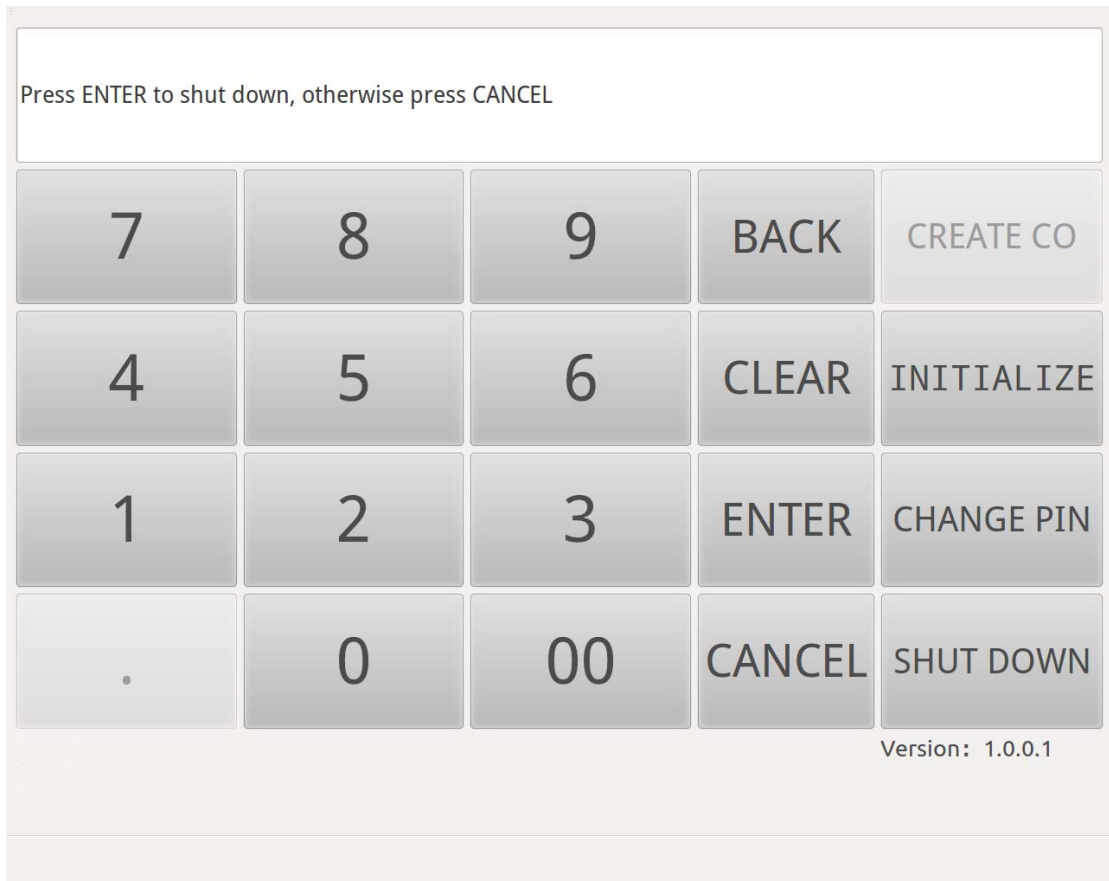 Press ENTER to shut down, otherwise press CANCEL
7 8 9 BACK CREATE CO
4 5 6 CLEAR INITIALIZE
1 2 3 ENTER CHANGE PIN
. 0 00 CANCEL SHUT DOWN
Version: 1.0.0.1